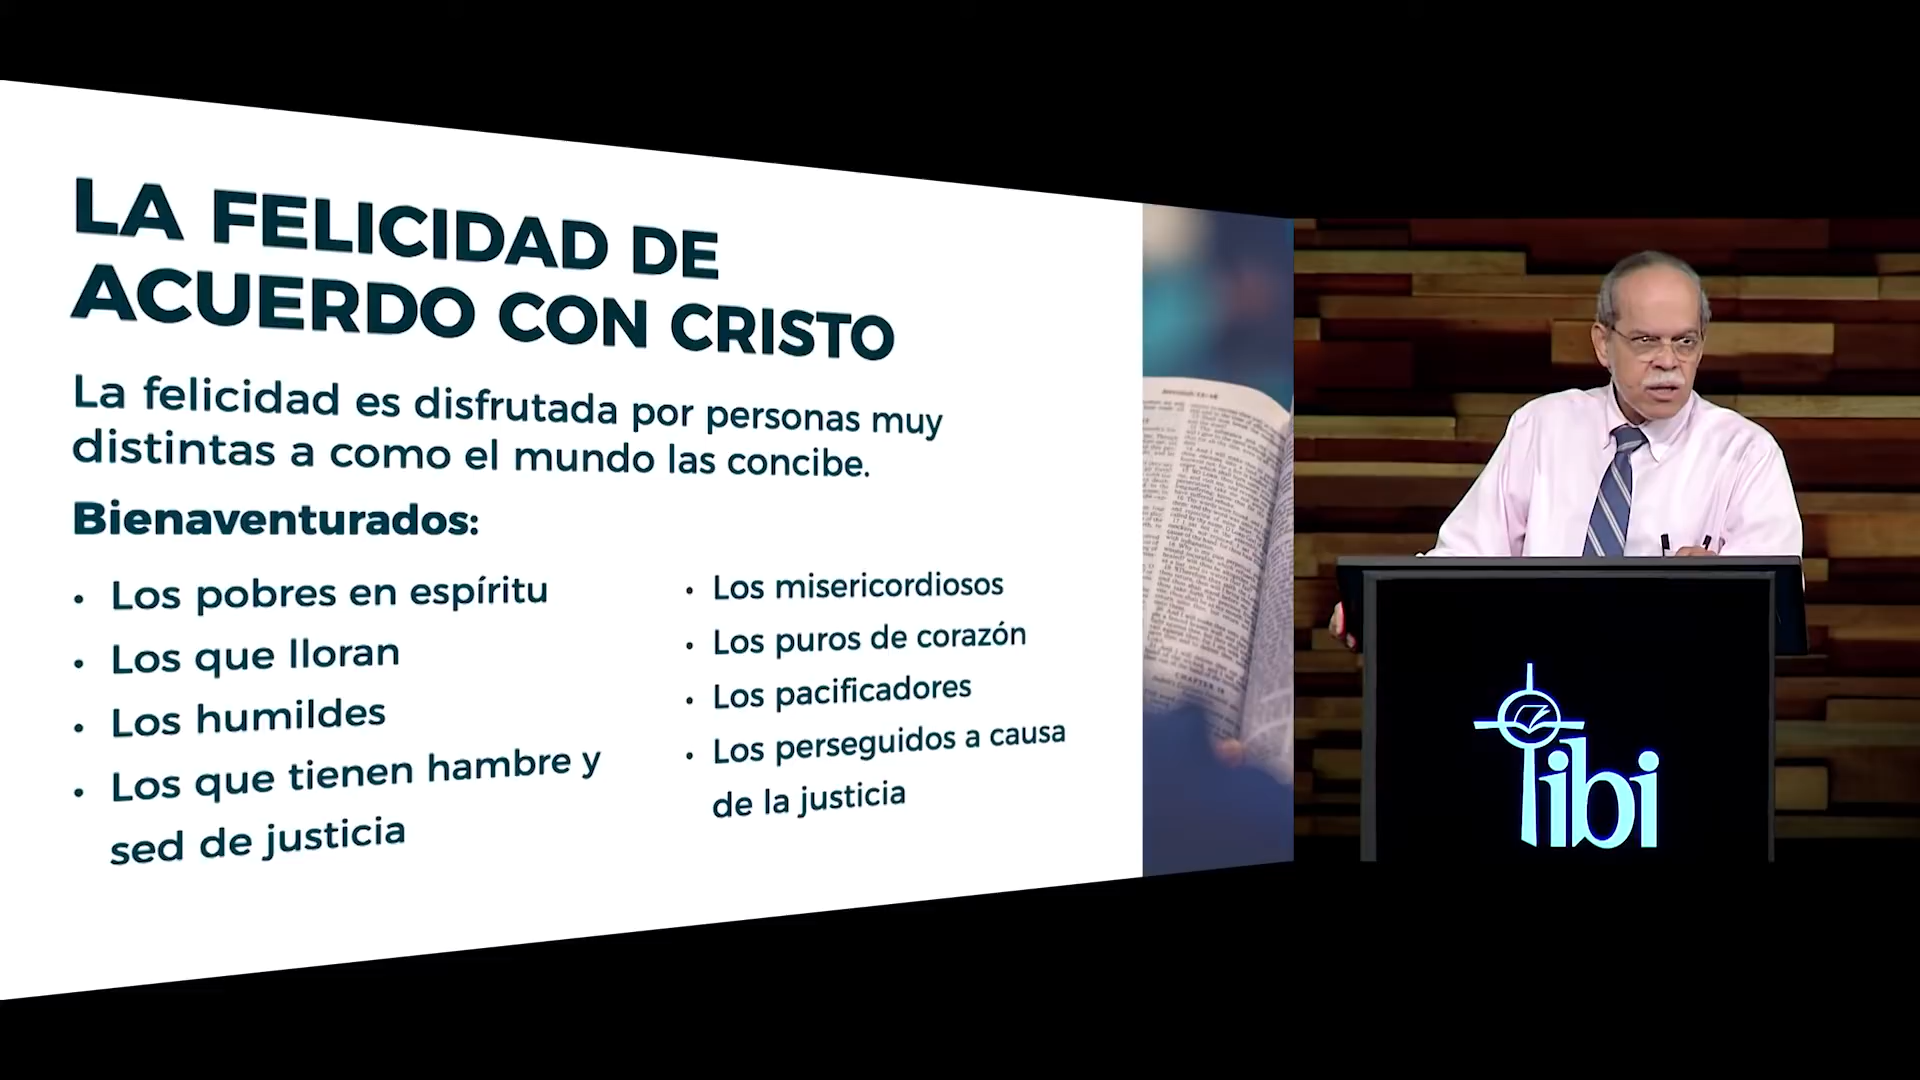 LA FELICIDAD DE
ACUERDO CON CRISTO
La felicidad es disfrutada por personas muy
distintas a como el mundo las concibe.
Bienaventurados:
• Los pobres en espíritu
• Los que lloran
• Los humildes
• Los que tienen hambre y
sed de justicia
• Los misericordiosos
• Los puros de corazón
• Los pacificadores
• Los perseguidos a causa
de la justicia
ibi